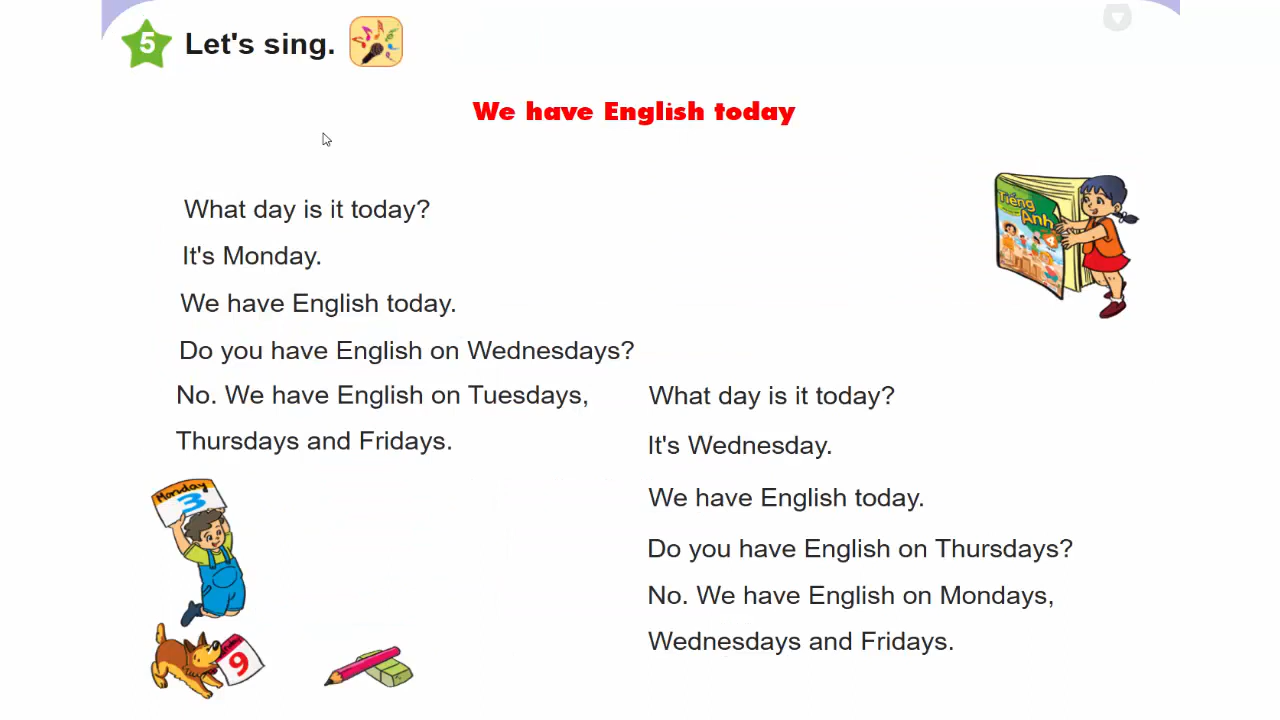 5 Let's sing.
We have English today
What day is it today?
It's Monday.
We have English today.
Do you have English on Wednesdays?
No. We have English on Tuesdays,
Thursdays and Fridays.
What day is it today?
It's Wednesday.
We have English today.
Do you have English on Thursdays?
No. We have English on Mondays,
Wednesdays and Fridays.
Tiếng
Anh
4
Monday
3
9